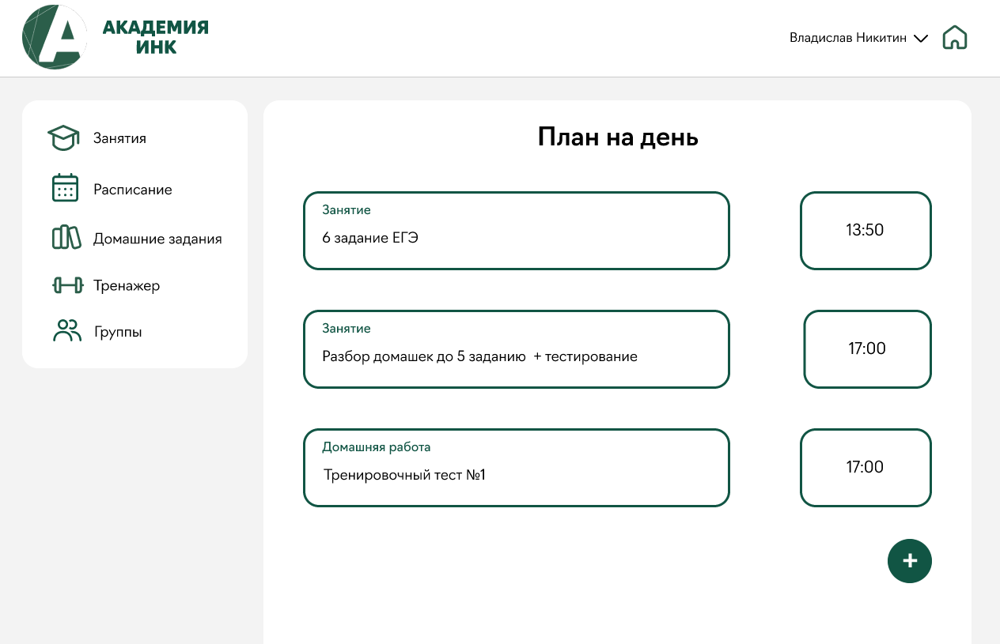 АКАДЕМИЯ
ИНК
Владислав Никитин
Занятия
Расписание
Домашние задания
Тренажер
Группы
План на день
Занятие
6 задание ЕГЭ
13:50
Занятие
Разбор домашек до 5 заданию + тестирование
17:00
Домашняя работа
Тренировочный тест №1
17:00
+